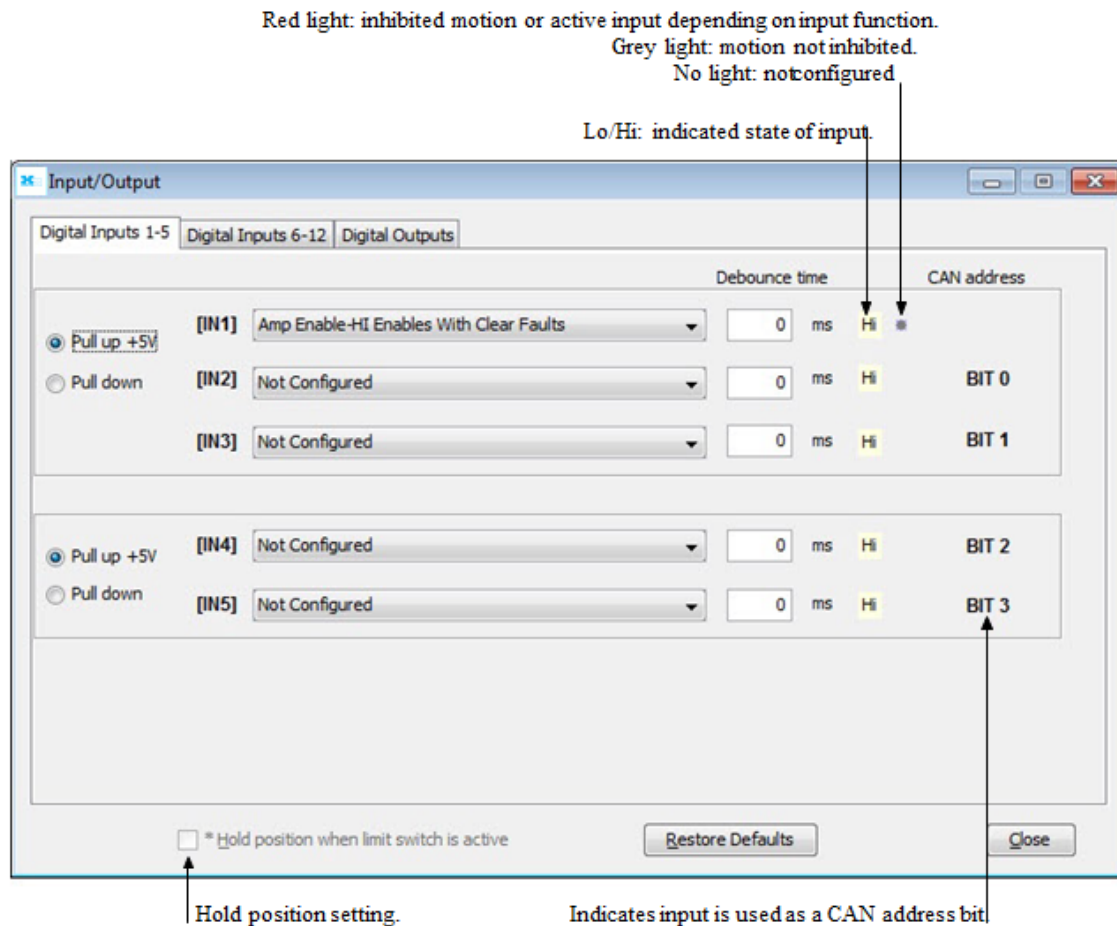 Red light: inhibited motion or active input depending on input function.
Grey light: motion not inhibited.
No light: notconfigured
Lo/Hi: indicated state of input.
Input/Output
Digital Inputs 1-5 Digital Inputs 6-12 Digital Outputs
Debounce time CAN address
[IN1] Amp Enable-HI Enables With Clear Faults 0 ms Hi
Pull up +5V
Pull down [IN2] Not Configured 0 ms Hi BIT 0
[IN3] Not Configured 0 ms Hi BIT 1
Pull up +5V [IN4] Not Configured 0 ms Hi BIT 2
Pull down [IN5] Not Configured 0 ms Hi BIT 3
* Hold position when limit switch is active Restore Defaults Close
Hold position setting. Indicates input is used as a CAN address bit.